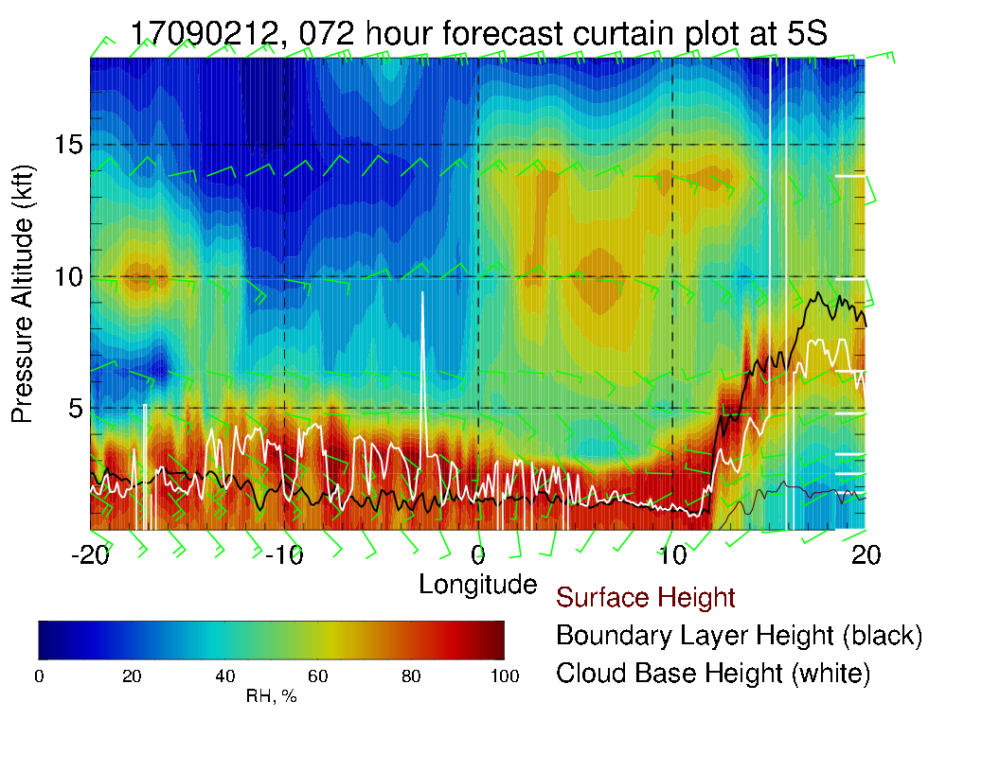 17090212, 072 hour forecast curtain plot at 5S
Pressure Altitude (kft)
15
10
5
-20 -10 0 10 20
Longitude
Surface Height
Boundary Layer Height (black)
Cloud Base Height (white)
0 20 40 60 80 100
RH, %